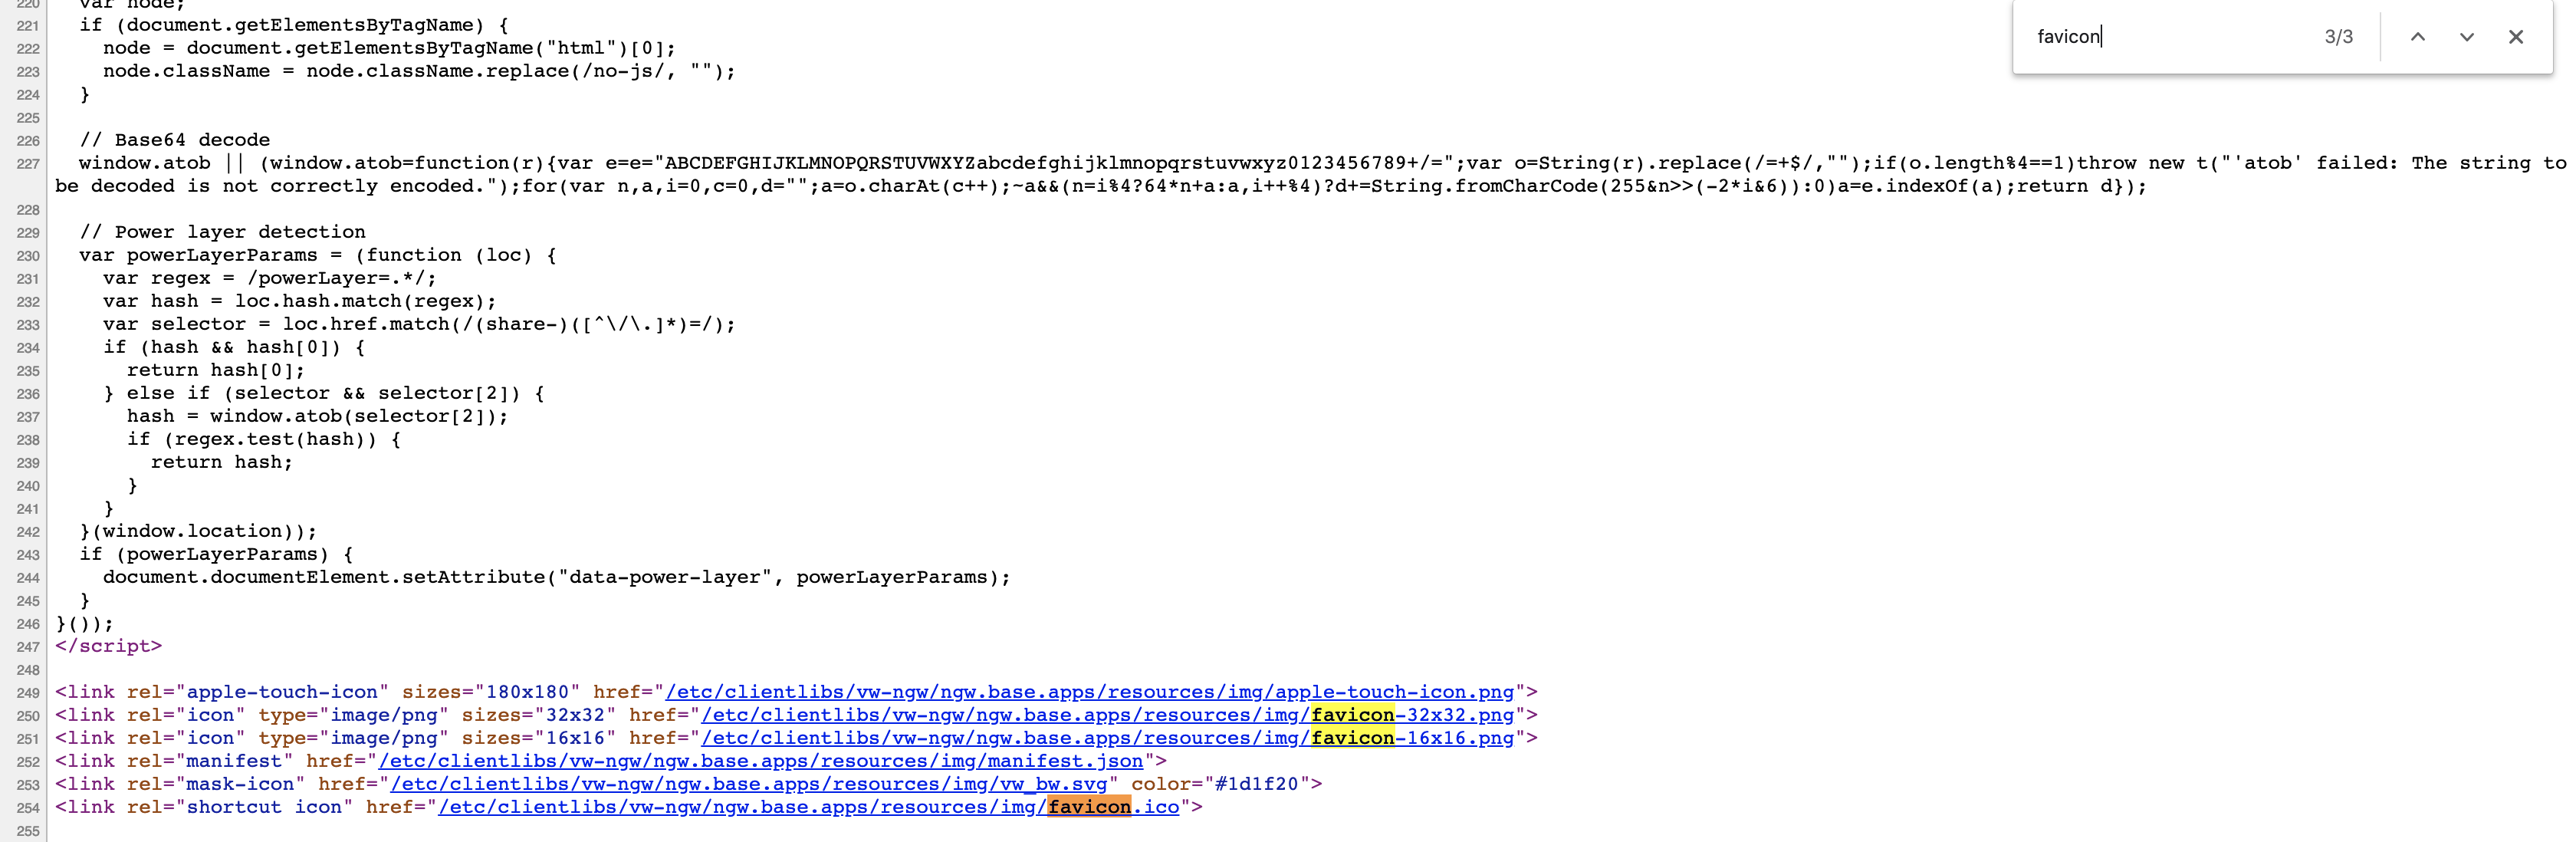 220 var node;
221 if (document.getElementsByTagName) {
222 node = document.getElementsByTagName("html")[0];
223 node.className = node.className.replace(/no-js/, "");
224 }
225
226 // Base64 decode
227 window.atob || (window.atob=function(r){var e=e="ABCDEFGHIJKLMNOPQRSTUVWXYZabcdefghijklmnopqrstuvwxyz0123456789+/=";var o=String(r).replace(/=+$/,"");if(o.length%4==1)throw new t("'atob' failed: The string to
be decoded is not correctly encoded.");for(var n,a,i=0,c=0,d="";a=o.charAt(c++);~a&&(n=i%4?64*n+a:a,i++%4)?d+=String.fromCharCode(255&n>>(-2*i&6)):0)a=e.indexOf(a);return d});
228
229 // Power layer detection
230 var powerLayerParams = (function (loc) {
231 var regex = /powerLayer=.*/;
232 var hash = loc.hash.match(regex);
233 var selector = loc.href.match(/(share-)([^\/\.]*)=/);
234 if (hash && hash[0]) {
235 return hash[0];
236 } else if (selector && selector[2]) {
237 hash = window.atob(selector[2]);
238 if (regex.test(hash)) {
239 return hash;
240 }
241 }
242 }(window.location));
243 if (powerLayerParams) {
244 document.documentElement.setAttribute("data-power-layer", powerLayerParams);
245 }
246 }());
247 </script>
248
249 <link rel="apple-touch-icon" sizes="180x180" href="/etc/clientlibs/vw-ngw/ngw.base.apps/resources/img/apple-touch-icon.png">
250 <link rel="icon" type="image/png" sizes="32x32" href="/etc/clientlibs/vw-ngw/ngw.base.apps/resources/img/favicon-32x32.png">
251 <link rel="icon" type="image/png" sizes="16x16" href="/etc/clientlibs/vw-ngw/ngw.base.apps/resources/img/favicon-16x16.png">
252 <link rel="manifest" href="/etc/clientlibs/vw-ngw/ngw.base.apps/resources/img/manifest.json">
253 <link rel="mask-icon" href="/etc/clientlibs/vw-ngw/ngw.base.apps/resources/img/vw_bw.svg" color="#1d1f20">
254 <link rel="shortcut icon" href="/etc/clientlibs/vw-ngw/ngw.base.apps/resources/img/favicon.ico">
255
favicon 3/3